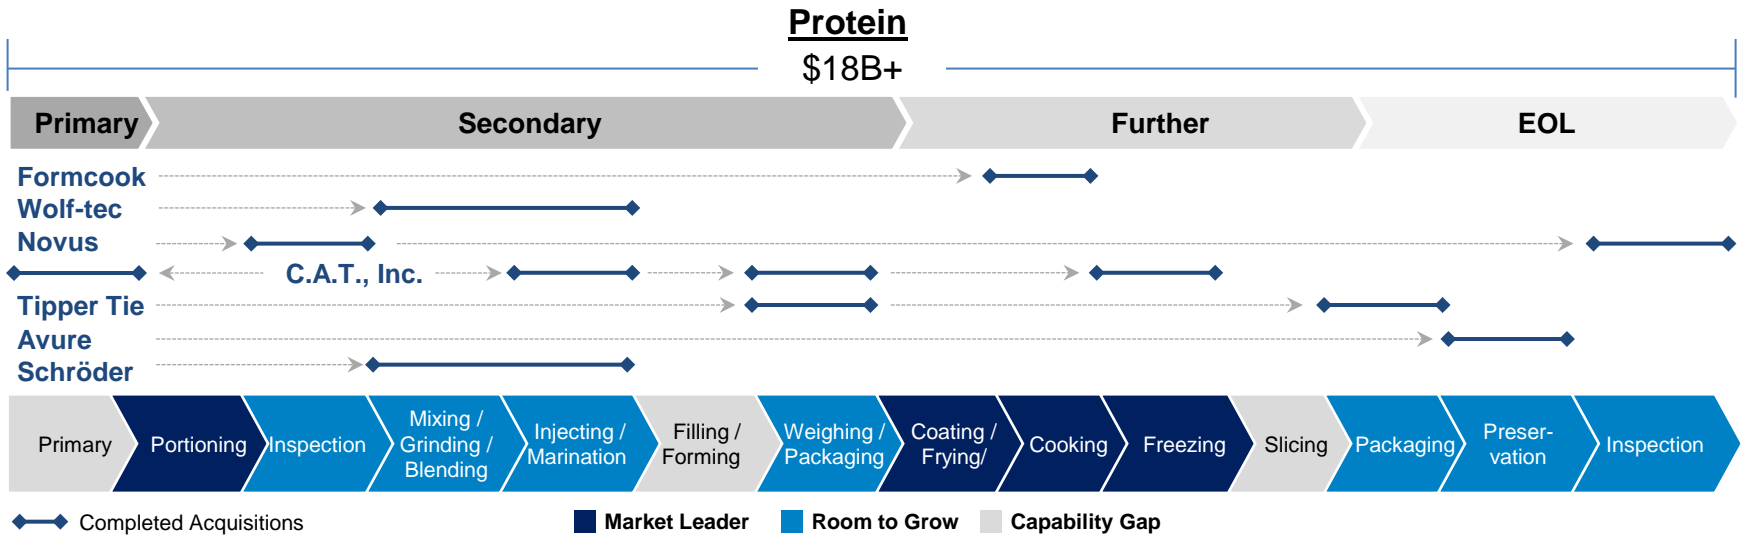 Protein
$18B+
Primary
Secondary
Further
EOL
Formcook
Wolf-tec
Novus
C.A.T., Inc.
Tipper Tie
Avure
Schröder
Primary
Portioning
Inspection
Mixing /
Grinding /
Blending
Injecting /
Marination
Filling /
Forming
Weighing /
Packaging
Coating /
Frying/
Cooking
Freezing
Slicing
Packaging
Preser-
vation
Inspection
Completed Acquisitions
Market Leader
Room to Grow
Capability Gap